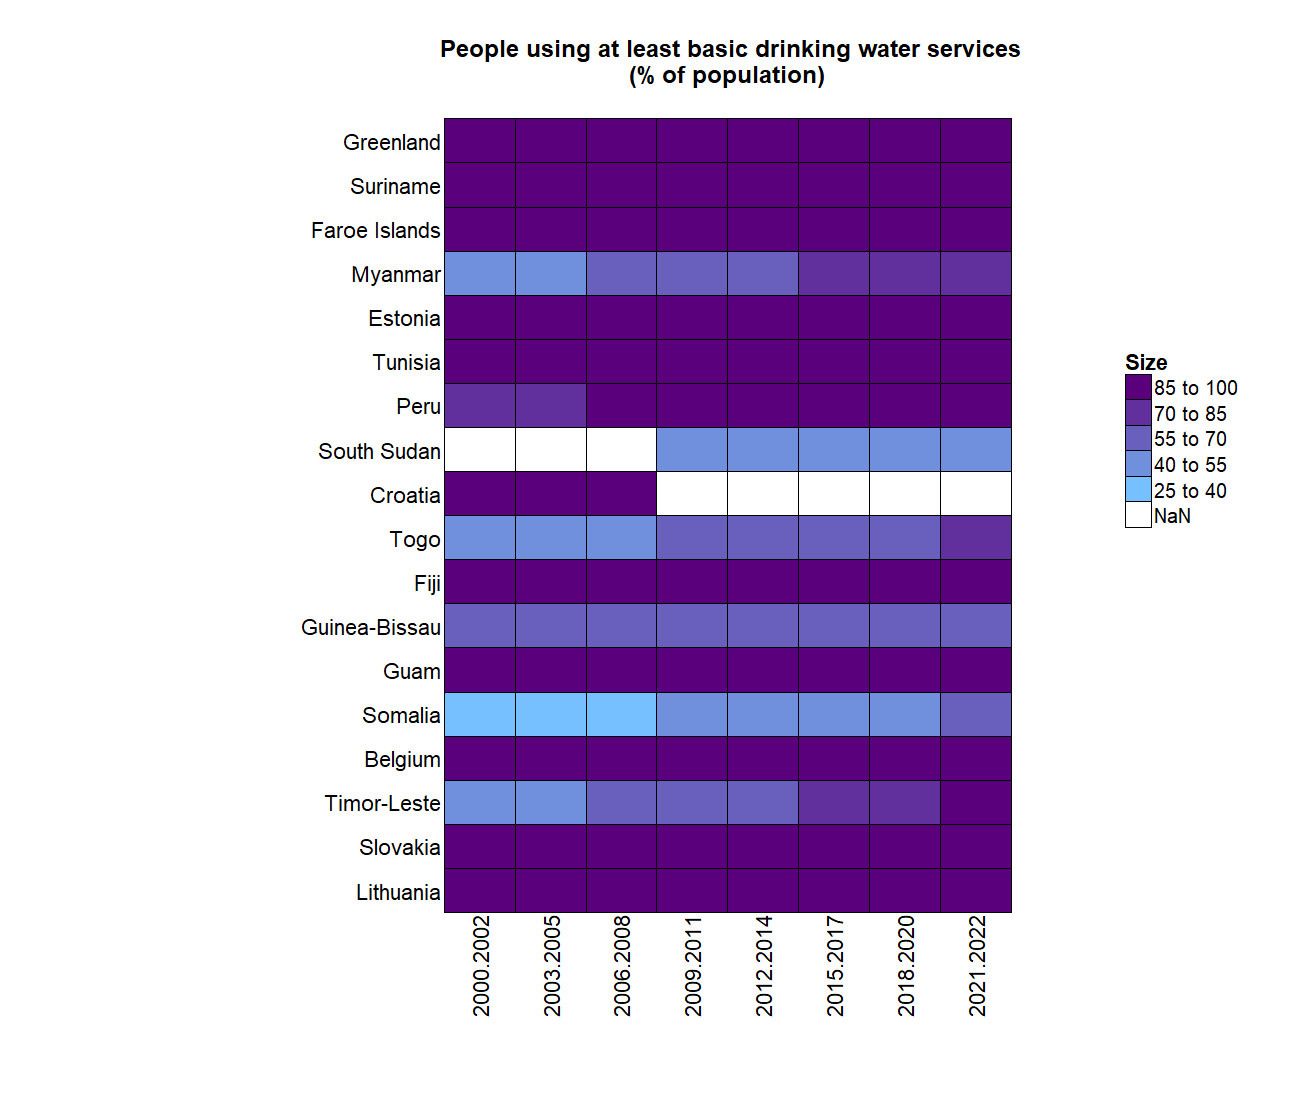 People using at least basic drinking water services
(% of population)
Greenland
Suriname
Faroe Islands
Myanmar
Estonia
Tunisia
Peru
South Sudan
Croatia
Togo
Fiji
Guinea-Bissau
Guam
Somalia
Belgium
Timor-Leste
Slovakia
Lithuania
2000.2002
2003.2005
2006.2008
2009.2011
2012.2014
2015.2017
2018.2020
2021.2022
Size
85 to 100
70 to 85
55 to 70
40 to 55
25 to 40
NaN